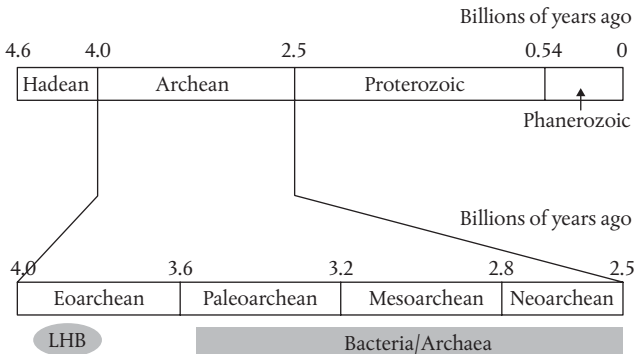 Billions of years ago
4.6 4.0 2.5 0.54 0
Hadean Archean Proterozoic
Phanerozoic
Billions of years ago
4.0 3.6 3.2 2.8 2.5
Eoarchean Paleoarchean Mesoarchean Neoarchean
LHB Bacteria/Archaea